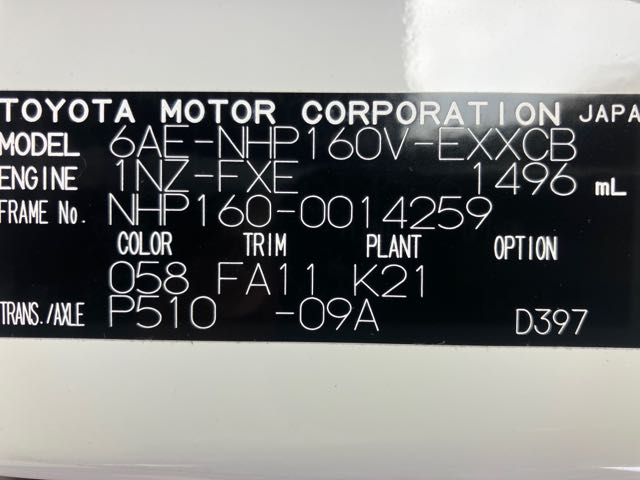 TOYOTA MOTOR CORPORATION JAPAN
MODEL 6AE-NHP160V-EXXCB
ENGINE 1NZ-FXE 1496 mL
FRAME No. NHP160-0014259
COLOR TRIM PLANT OPTION
058 FA11 K21
TRANS./AXLE P510 -09A D397